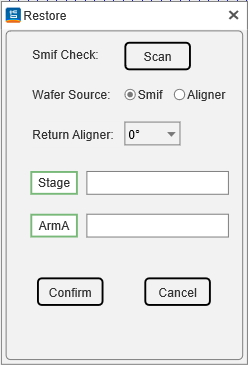 Restore
Smif Check: Scan
Wafer Source: Smif Aligner
Return Aligner: 0°
Stage
ArmA
Confirm Cancel